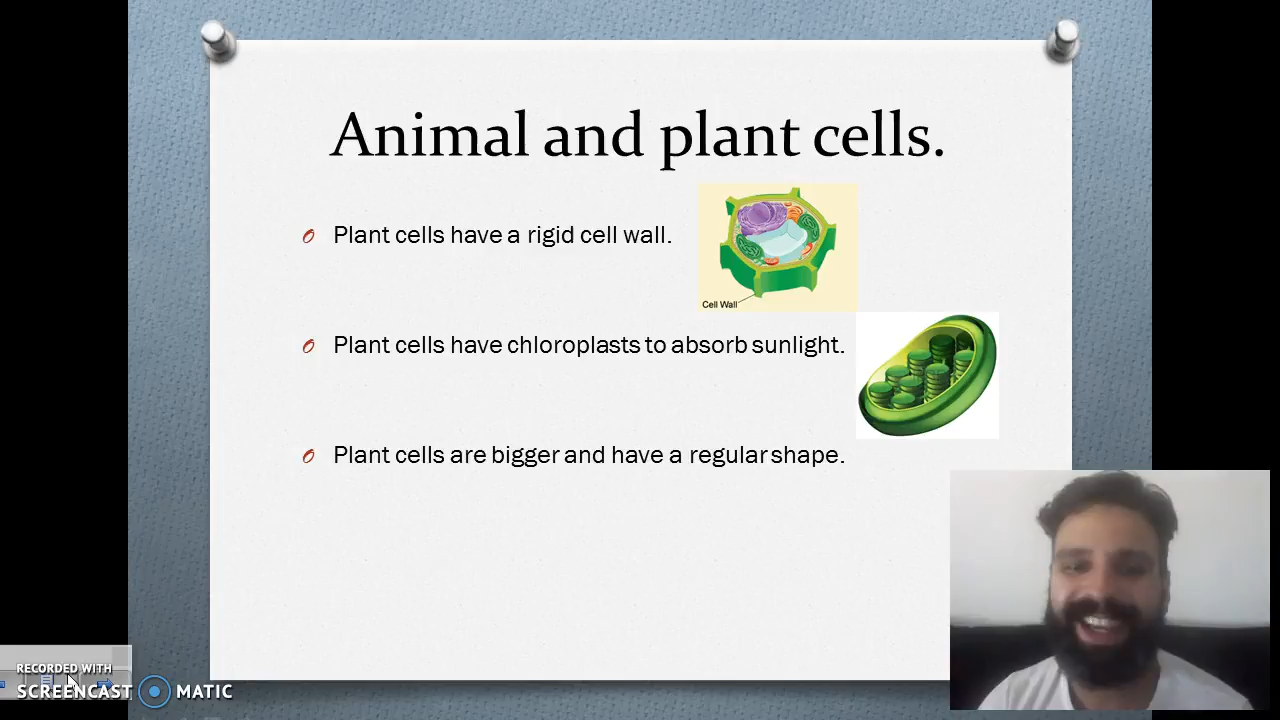 Animal and plant cells.
Plant cells have a rigid cell wall.
Cell Wall
Plant cells have chloroplasts to absorb sunlight.
Plant cells are bigger and have a regular shape.
RECORDED WITH
SCREENCAST MATIC